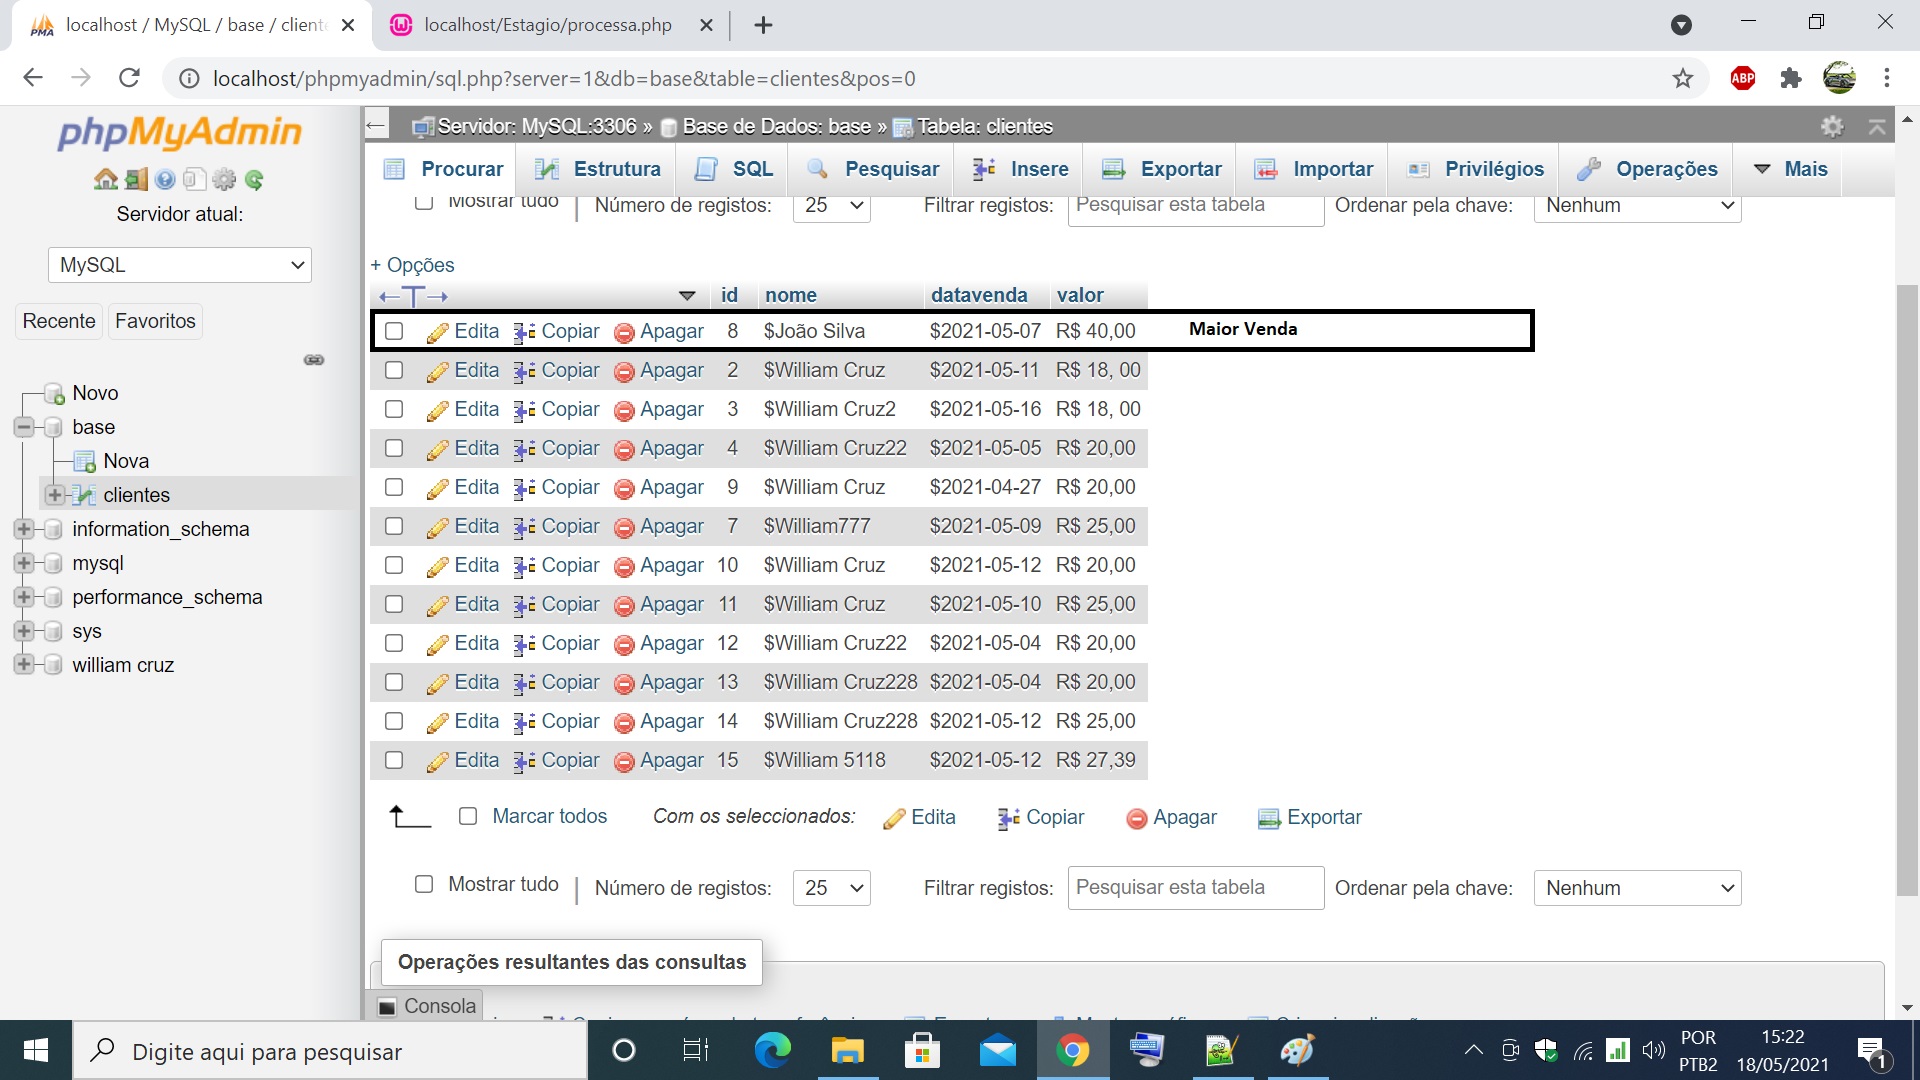 localhost / MySQL / base / cliente
localhost/Estagio/processa.php
localhost/phpmyadmin/sql.php?server=1&db=base&table=clientes&pos=0
ABP
phpMyAdmin
Servidor atual:
MySQL
Recente Favoritos
Novo
base
Nova
clientes
information_schema
mysql
performance_schema
sys
william cruz
Servidor: MySQL:3306 » Base de Dados: base » Tabela: clientes
Procurar Estrutura SQL Pesquisar Insere Exportar Importar Privilégios Operações Mais
Mostrar tudo Número de registos: 25 Filtrar registos: Pesquisar esta tabela Ordenar pela chave: Nenhum
+ Opções
←T→ id nome datavenda valor
Edita Copiar Apagar 8 $João Silva $2021-05-07 R$ 40,00 Maior Venda
Edita Copiar Apagar 2 $William Cruz $2021-05-11 R$ 18, 00
Edita Copiar Apagar 3 $William Cruz2 $2021-05-16 R$ 18, 00
Edita Copiar Apagar 4 $William Cruz22 $2021-05-05 R$ 20,00
Edita Copiar Apagar 9 $William Cruz $2021-04-27 R$ 20,00
Edita Copiar Apagar 7 $William777 $2021-05-09 R$ 25,00
Edita Copiar Apagar 10 $William Cruz $2021-05-12 R$ 20,00
Edita Copiar Apagar 11 $William Cruz $2021-05-10 R$ 25,00
Edita Copiar Apagar 12 $William Cruz22 $2021-05-04 R$ 20,00
Edita Copiar Apagar 13 $William Cruz228 $2021-05-04 R$ 20,00
Edita Copiar Apagar 14 $William Cruz228 $2021-05-12 R$ 25,00
Edita Copiar Apagar 15 $William 5118 $2021-05-12 R$ 27,39
Marcar todos Com os seleccionados: Edita Copiar Apagar Exportar
Mostrar tudo Número de registos: 25 Filtrar registos: Pesquisar esta tabela Ordenar pela chave: Nenhum
Operações resultantes das consultas
Consola
Digite aqui para pesquisar
POR
PTB2
15:22
18/05/2021
1